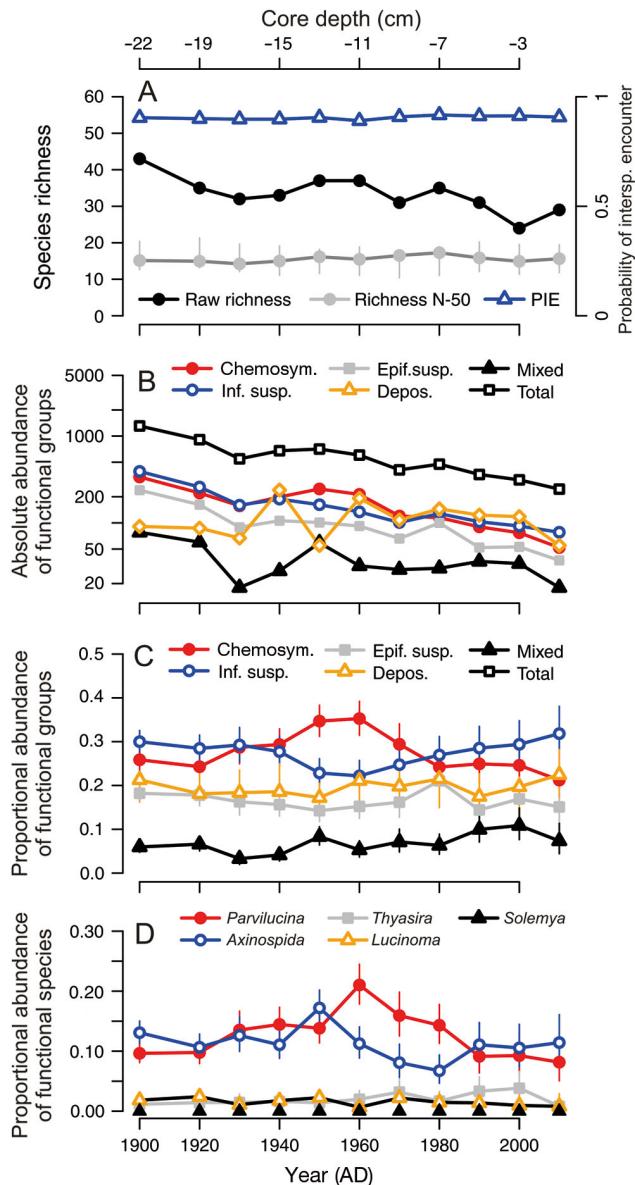 Core depth (cm)
−22 −19 −15 −11 −7 −3
A
60 50 40 30 20 10 0
Species richness
1 0.5 0
Probability of intersp. encounter
Raw richness Richness N-50 PIE
B
Chemosym. Epif.susp. Mixed
Inf. susp. Depos. Total
5000 1000 200 50 20
Absolute abundance
of functional groups
C
Chemosym. Epif. susp. Mixed
Inf. susp. Depos. Total
0.5 0.4 0.3 0.2 0.1 0.0
Proportional abundance
of functional groups
D
Parvilucina Thyasira Solemya
Axinospida Lucinoma
0.30 0.20 0.10 0.00
Proportional abundance
of functional species
1900 1920 1940 1960 1980 2000
Year (AD)